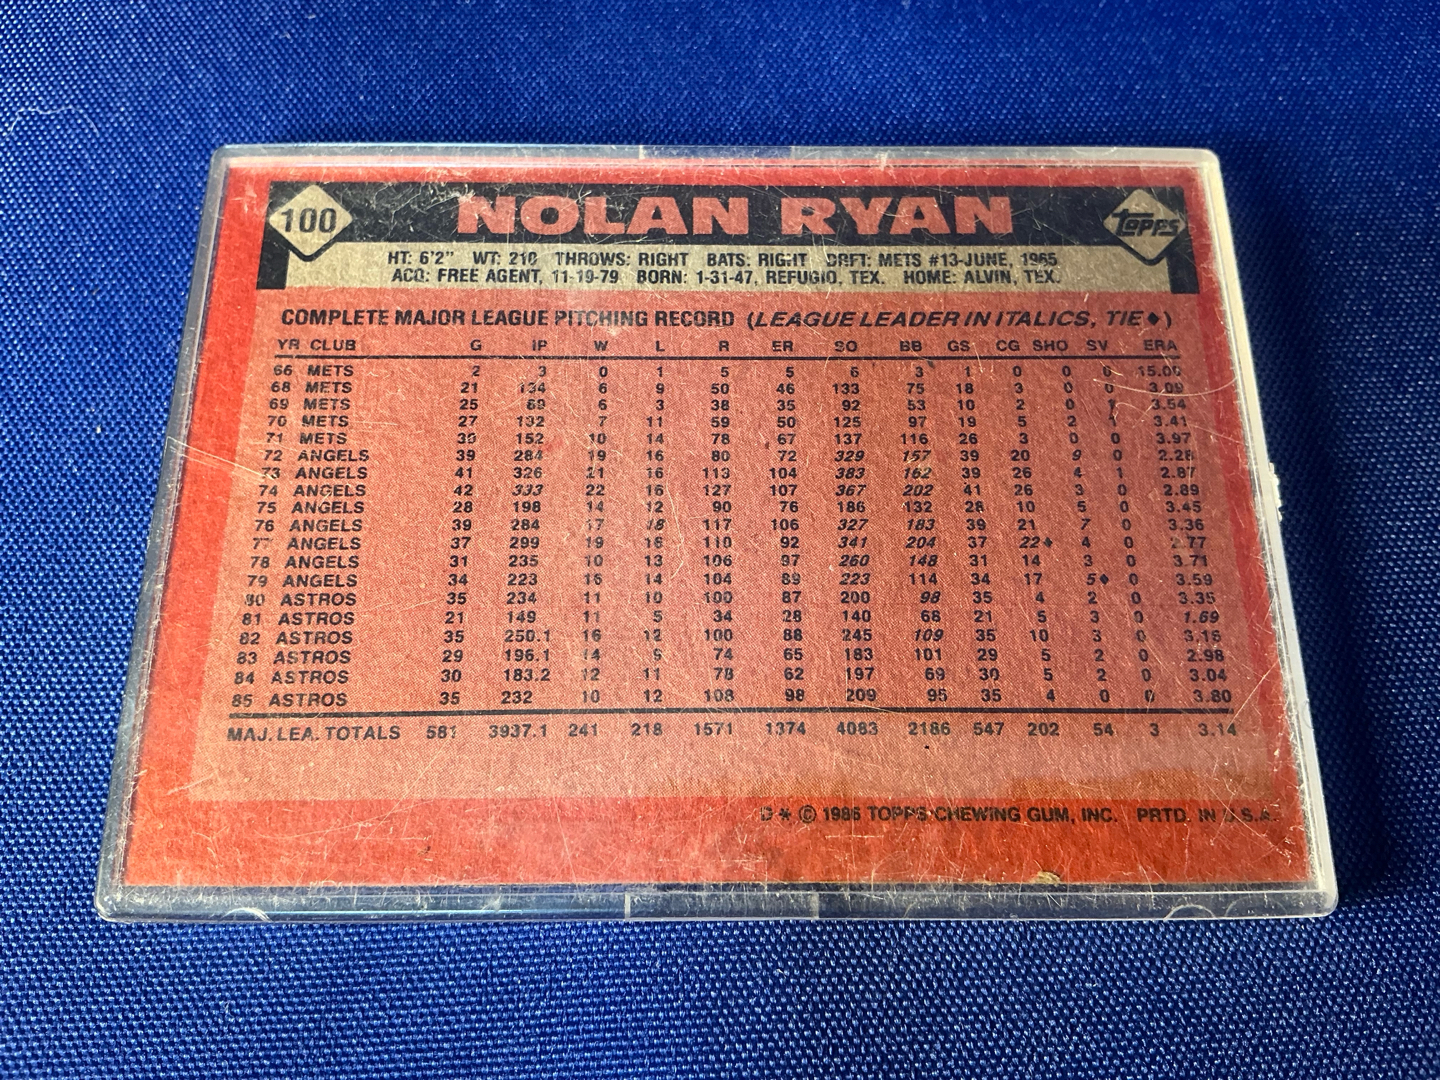 100 NOLAN RYAN TOPPS
HT: 6'2" WT: 210 THROWS: RIGHT BATS: RIGHT DRFT: METS #13-JUNE, 1965
ACQ: FREE AGENT, 11-19-79 BORN: 1-31-47, REFUGIO, TEX. HOME: ALVIN, TEX.
COMPLETE MAJOR LEAGUE PITCHING RECORD (LEAGUE LEADER IN ITALICS, TIE♦)
YR CLUB G IP W L R ER SO BB GS CG SHO SV ERA
66 METS 2 3 0 1 5 5 6 3 1 0 0 0 15.00
68 METS 21 134 6 9 50 46 133 75 18 3 0 0 3.09
69 METS 25 89 6 3 38 35 92 53 10 2 0 1 3.54
70 METS 27 132 7 11 59 50 125 97 19 5 2 1 3.41
71 METS 30 152 10 14 78 67 137 116 26 3 0 0 3.97
72 ANGELS 39 284 19 16 80 72 329 157 39 20 9 0 2.28
73 ANGELS 41 326 21 16 113 104 383 162 39 26 4 1 2.87
74 ANGELS 42 333 22 16 127 107 367 202 41 26 3 0 2.89
75 ANGELS 28 198 14 12 90 76 186 132 28 10 5 0 3.45
76 ANGELS 39 284 17 18 117 106 327 183 39 21 7 0 3.36
77 ANGELS 37 299 19 16 110 92 341 204 37 22♦ 4 0 2.77
78 ANGELS 31 235 10 13 106 97 260 148 31 14 3 0 3.71
79 ANGELS 34 223 16 14 104 89 223 114 34 17 5♦ 0 3.59
80 ASTROS 35 234 11 10 100 87 200 98 35 4 2 0 3.35
81 ASTROS 21 149 11 5 34 28 140 68 21 5 3 0 1.69
82 ASTROS 35 250.1 16 12 100 88 245 109 35 10 3 0 3.16
83 ASTROS 29 196.1 14 9 74 65 183 101 29 5 2 0 2.98
84 ASTROS 30 183.2 12 11 78 62 197 69 30 5 2 0 3.04
85 ASTROS 35 232 10 12 108 98 209 95 35 4 0 0 3.80
MAJ. LEA. TOTALS 581 3937.1 241 218 1571 1374 4083 2186 547 202 54 3 3.14
D * © 1986 TOPPS CHEWING GUM, INC. PRTD. IN U.S.A.